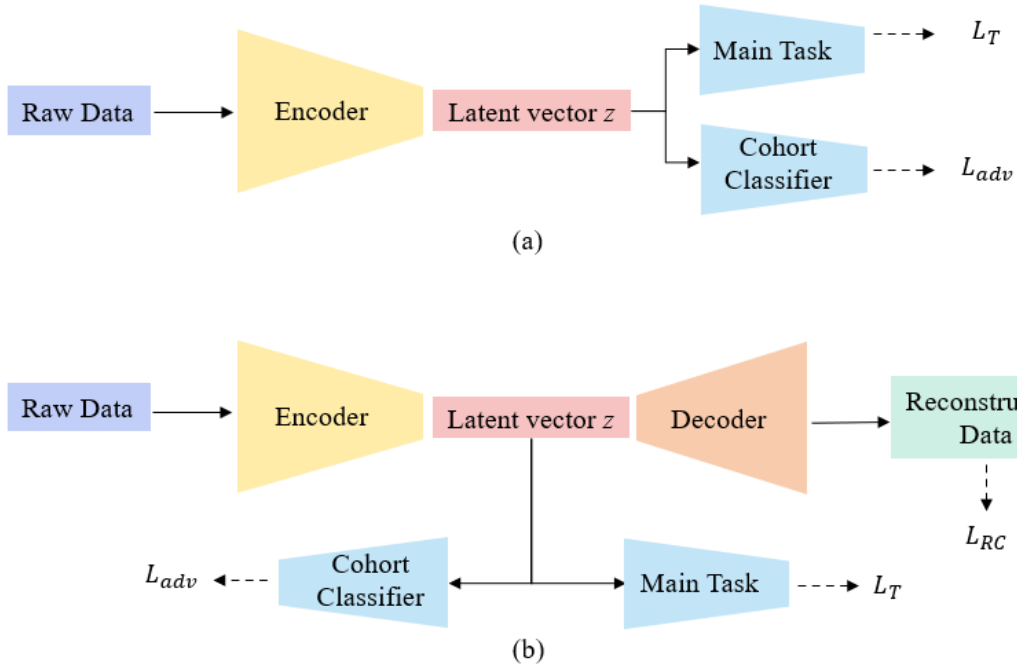 Raw Data
Encoder
Latent vector z
Main Task
L_T
Cohort
Classifier
L_adv
(a)
Raw Data
Encoder
Latent vector z
Decoder
Data
L_RC
Cohort
Classifier
L_adv
Main Task
L_T
(b)